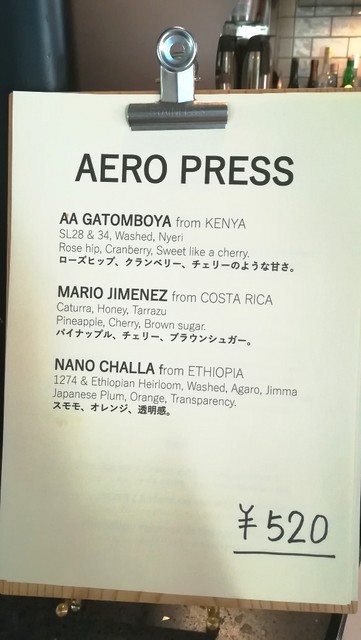 AERO PRESS
AA GATOMBOYA from KENYA
SL28 & 34, Washed, Nyeri
Rose hip, Cranberry, Sweet like a cherry.
ローズヒップ、クランベリー、チェリーのような甘さ。
MARIO JIMENEZ from COSTA RICA
Caturra, Honey, Tarrazu
Pineapple, Cherry, Brown sugar.
パイナップル、チェリー、ブラウンシュガー。
NANO CHALLA from ETHIOPIA
1274 & Ethiopian Heirloom, Washed, Agaro, Jimma
Japanese Plum, Orange, Transparency.
スモモ、オレンジ、透明感。
¥520